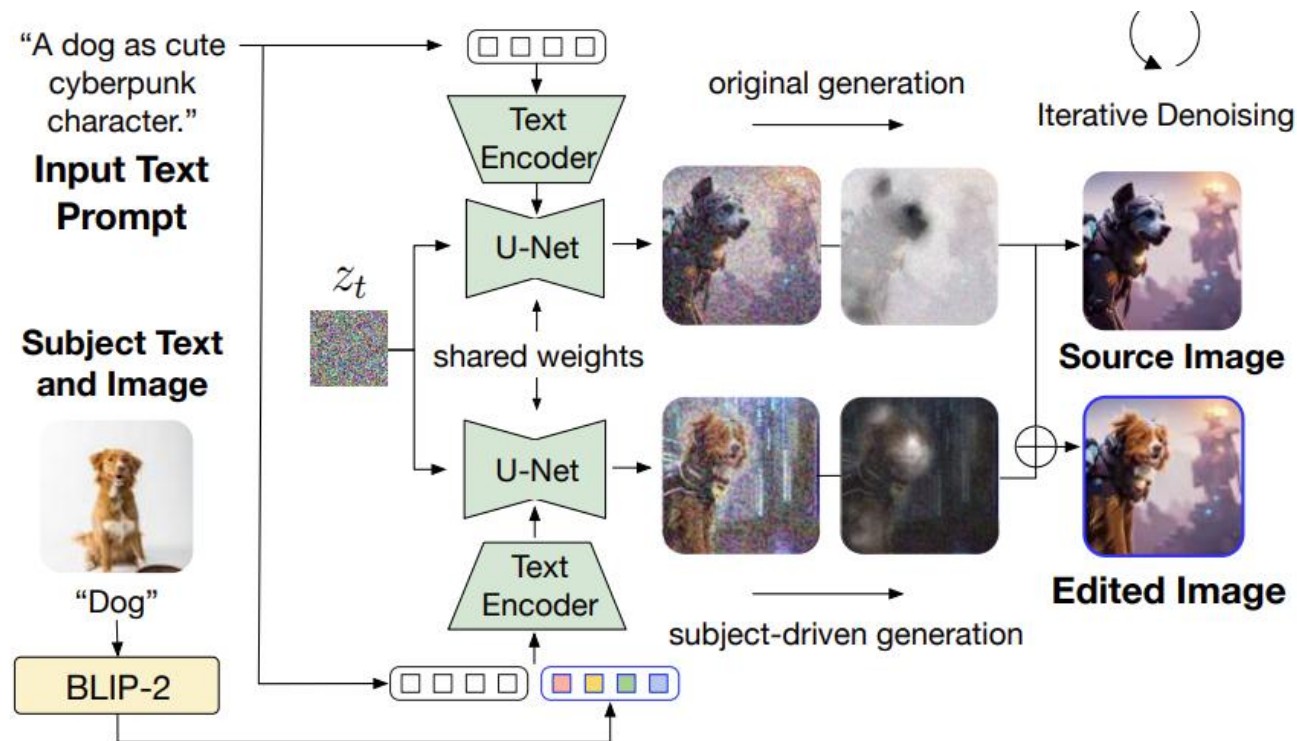 “A dog as cute
cyberpunk
character.”
Input Text
Prompt
Text
Encoder
original generation
Iterative Denoising
U-Net
z_t
shared weights
Source Image
Subject Text
and Image
U-Net
Text
Encoder
Edited Image
subject-driven generation
“Dog”
BLIP-2